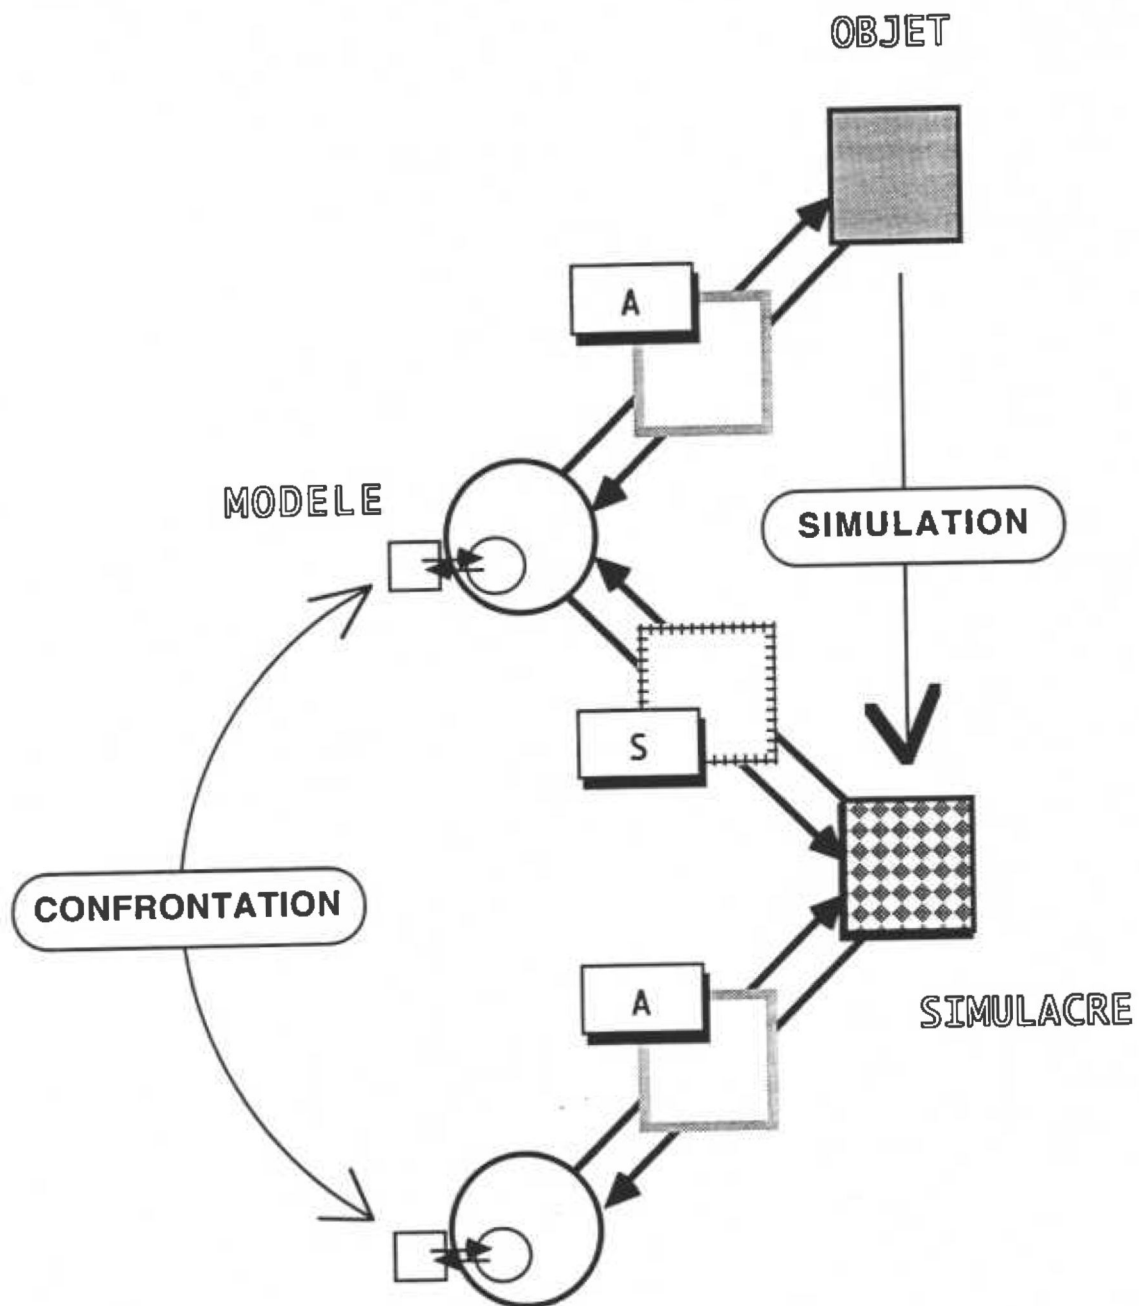 OBJET
A
MODELE
SIMULATION
S
CONFRONTATION
A
SIMULACRE